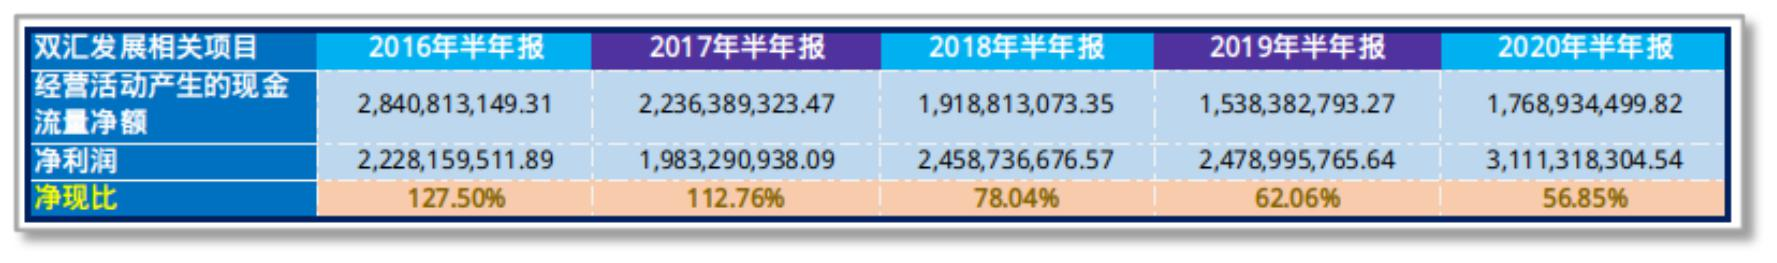 双汇发展相关项目 2016年半年报 2017年半年报 2018年半年报 2019年半年报 2020年半年报
经营活动产生的现金
流量净额 2,840,813,149.31 2,236,389,323.47 1,918,813,073.35 1,538,382,793.27 1,768,934,499.82
净利润 2,228,159,511.89 1,983,290,938.09 2,458,736,676.57 2,478,995,765.64 3,111,318,304.54
净现比 127.50% 112.76% 78.04% 62.06% 56.85%